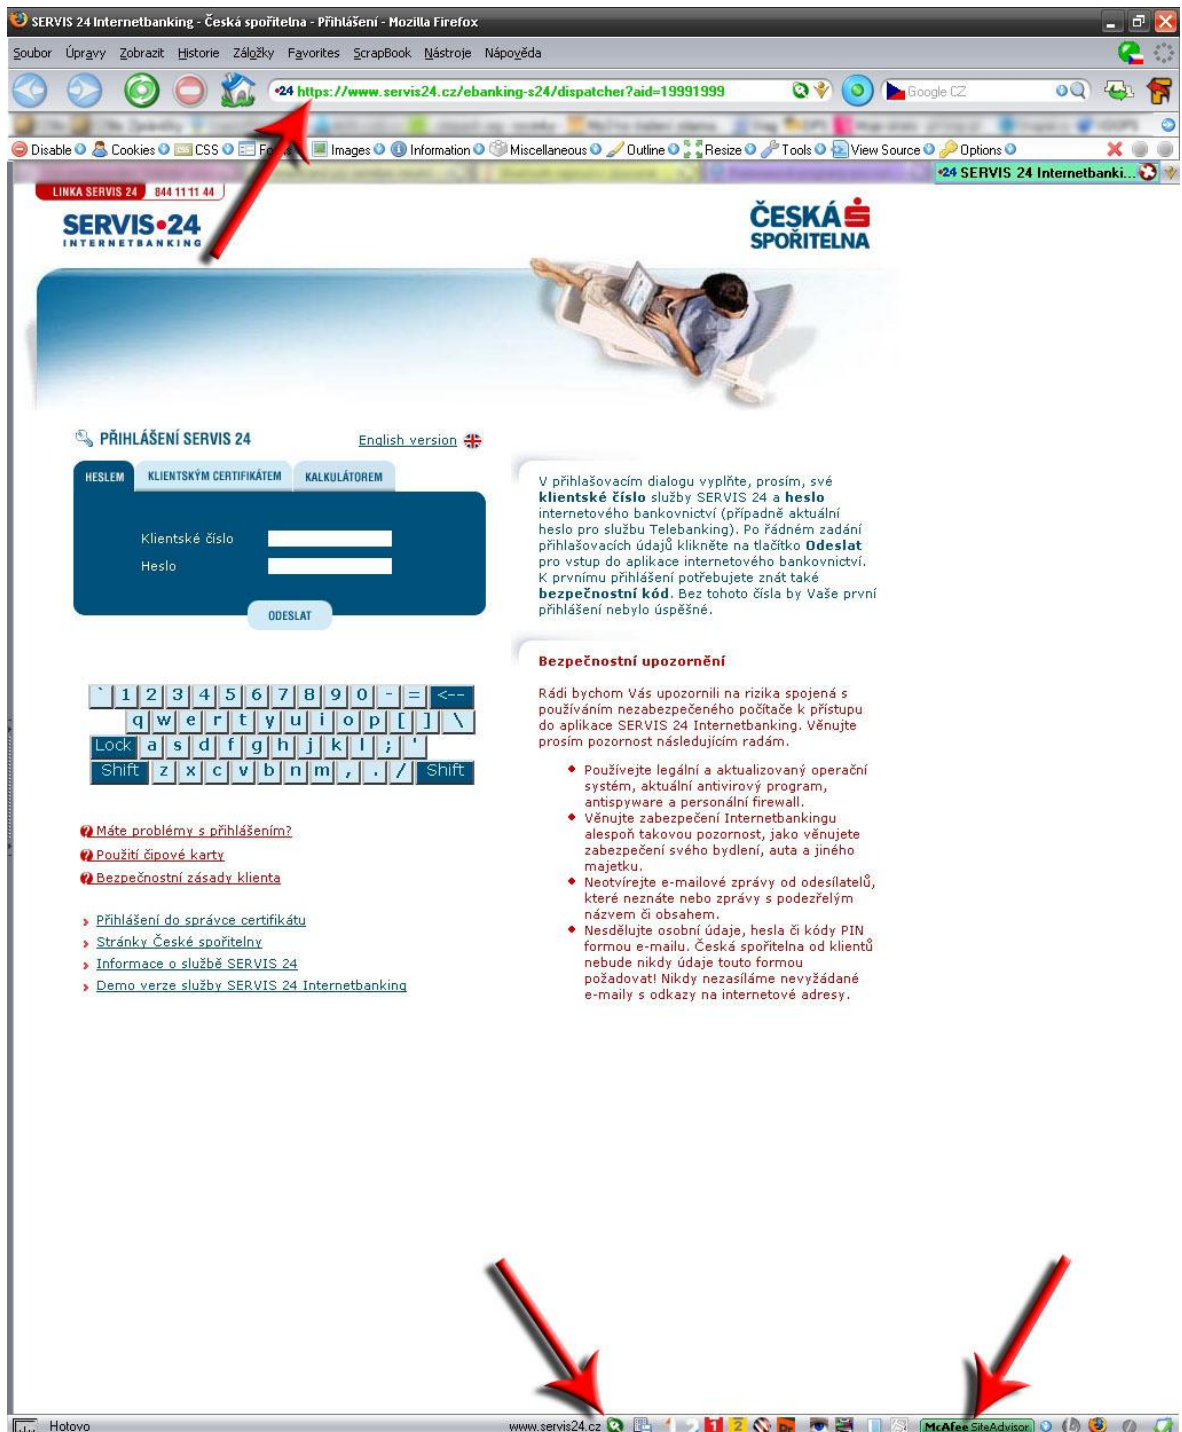 SERVIS 24 Internetbanking - Česká spořitelna - Přihlášení - Mozilla Firefox
Soubor Úpravy Zobrazit Historie Záložky Favorites ScrapBook Nástroje Nápověda
•24 https://www.servis24.cz/ebanking-s24/dispatcher?aid=19991999
Google CZ
Disable Cookies CSS Images Information Miscellaneous Outline Resize Tools View Source Options
•24 SERVIS 24 Internetbanki...
LINKA SERVIS 24 844 11 11 44
SERVIS•24
INTERNETBANKING
ČESKÁ
SPOŘITELNA
PŘIHLÁŠENÍ SERVIS 24
English version
HESLEM KLIENTSKÝM CERTIFIKÁTEM KALKULÁTOREM
Klientské číslo
Heslo
ODESLAT
V přihlašovacím dialogu vyplňte, prosím, své
klientské číslo služby SERVIS 24 a heslo
internetového bankovnictví (případně aktuální
heslo pro službu Telebanking). Po řádném zadání
přihlašovacích údajů klikněte na tlačítko Odeslat
pro vstup do aplikace internetového bankovnictví.
K prvnímu přihlášení potřebujete znát také
bezpečnostní kód. Bez tohoto čísla by Vaše první
přihlášení nebylo úspěšné.
` 1 2 3 4 5 6 7 8 9 0 - = <--
q w e r t y u i o p [ ] \
Lock a s d f g h j k l ; '
Shift z x c v b n m , . / Shift
Máte problémy s přihlášením?
Použití čipové karty
Bezpečnostní zásady klienta
Přihlášení do správce certifikátu
Stránky České spořitelny
Informace o službě SERVIS 24
Demo verze služby SERVIS 24 Internetbanking
Bezpečnostní upozornění
Rádi bychom Vás upozornili na rizika spojená s
používáním nezabezpečeného počítače k přístupu
do aplikace SERVIS 24 Internetbanking. Věnujte
prosím pozornost následujícím radám.
Používejte legální a aktualizovaný operační
systém, aktuální antivirový program,
antispyware a personální firewall.
Věnujte zabezpečení Internetbankingu
alespoň takovou pozornost, jako věnujete
zabezpečení svého bydlení, auta a jiného
majetku.
Neotvírejte e-mailové zprávy od odesílatelů,
které neznáte nebo zprávy s podezřelým
názvem či obsahem.
Nesdělujte osobní údaje, hesla či kódy PIN
formou e-mailu. Česká spořitelna od klientů
nebude nikdy údaje touto formou
požadovat! Nikdy nezasíláme nevyžádané
e-maily s odkazy na internetové adresy.
Hotovo
www.servis24.cz
McAfee SiteAdvisor